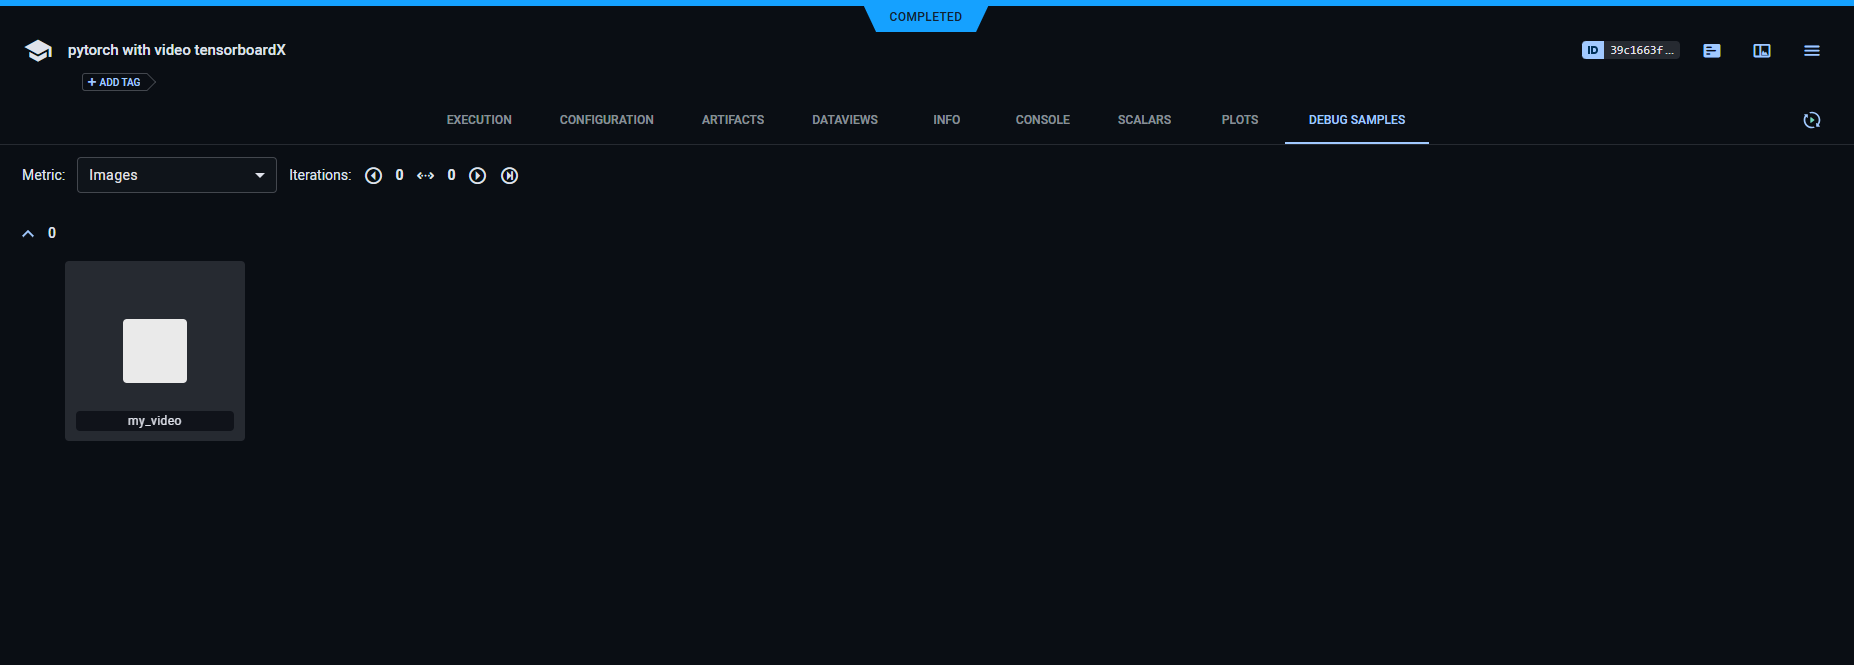 COMPLETED
pytorch with video tensorboardX
ID 39c1663f...
+ ADD TAG
EXECUTION CONFIGURATION ARTIFACTS DATAVIEWS INFO CONSOLE SCALARS PLOTS DEBUG SAMPLES
Metric: Images Iterations: 0 0
0
my_video